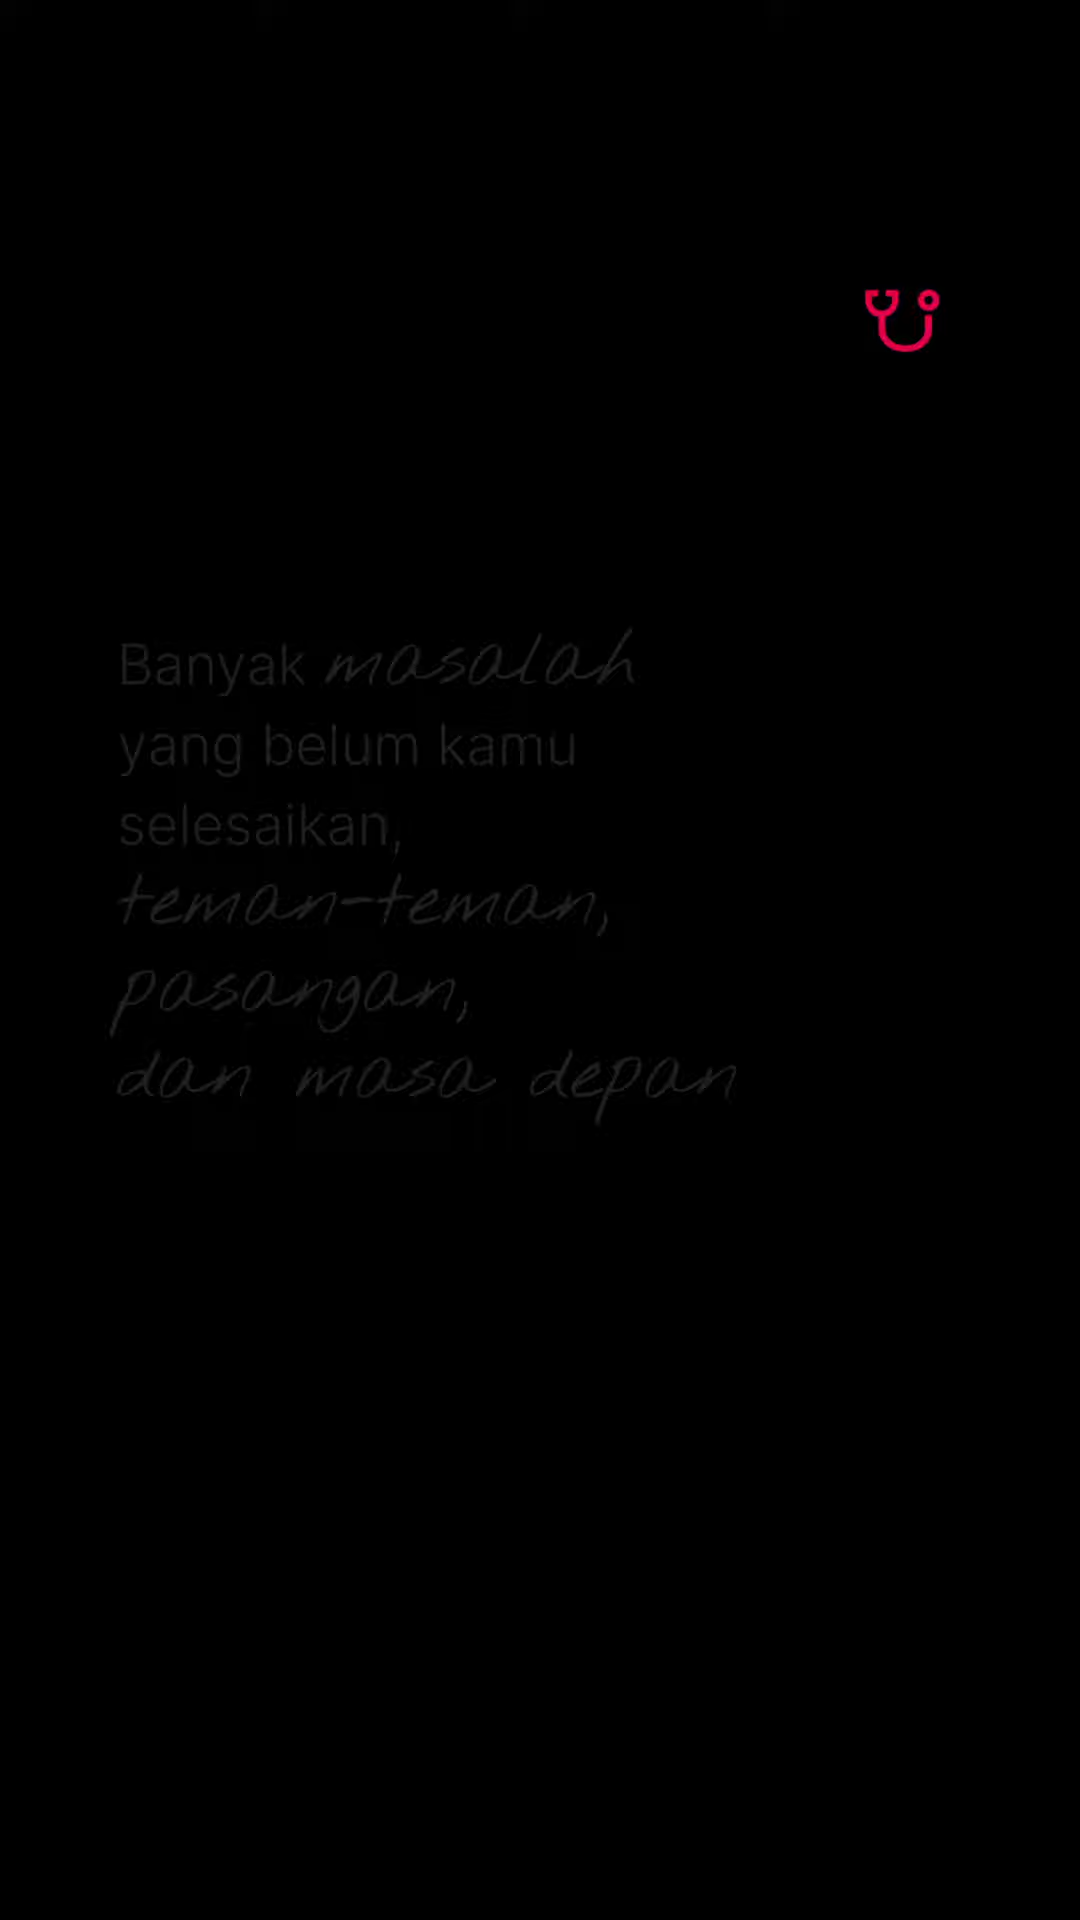 Banyak masalah
yang belum kamu
selesaikan,
teman-teman,
pasangan,
dan masa depan